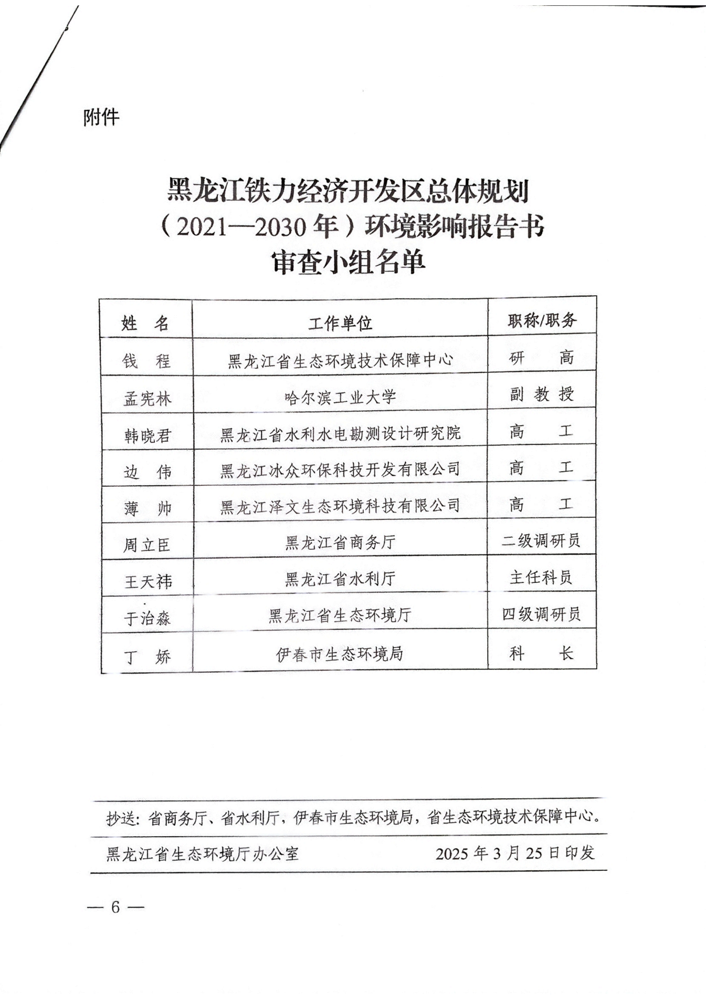 附件
黑龙江铁力经济开发区总体规划
（2021—2030 年）环境影响报告书
审查小组名单
姓 名 工作单位 职称/职务
钱 程 黑龙江省生态环境技术保障中心 研 高
孟宪林 哈尔滨工业大学 副 教 授
韩晓君 黑龙江省水利水电勘测设计研究院 高 工
边 伟 黑龙江冰众环保科技开发有限公司 高 工
薄 帅 黑龙江泽文生态环境科技有限公司 高 工
周立臣 黑龙江省商务厅 二级调研员
王天祎 黑龙江省水利厅 主任科员
于治淼 黑龙江省生态环境厅 四级调研员
丁 娇 伊春市生态环境局 科 长
抄送：省商务厅、省水利厅，伊春市生态环境局，省生态环境技术保障中心。
黑龙江省生态环境厅办公室 2025 年 3 月 25 日印发
— 6 —